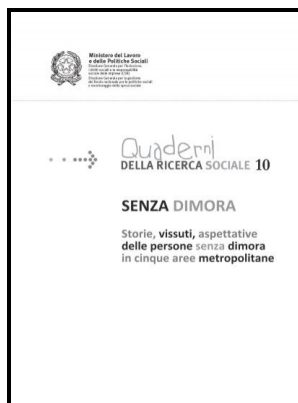 Ministero del Lavoro
e delle Politiche Sociali
Quaderni
DELLA RICERCA SOCIALE 10
SENZA DIMORA
Storie, vissuti, aspettative
delle persone senza dimora
in cinque aree metropolitane